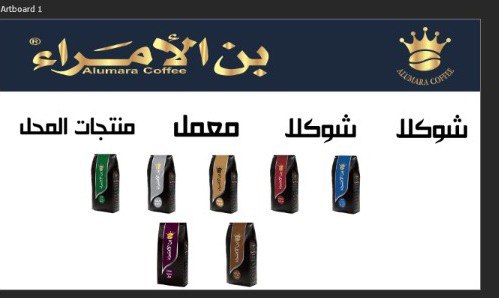 Artboard 1
بن الأمراء®
Alumara Coffee
ALUMARA COFFEE
شوكلا
شوكلا
معمل
منتجات المحل